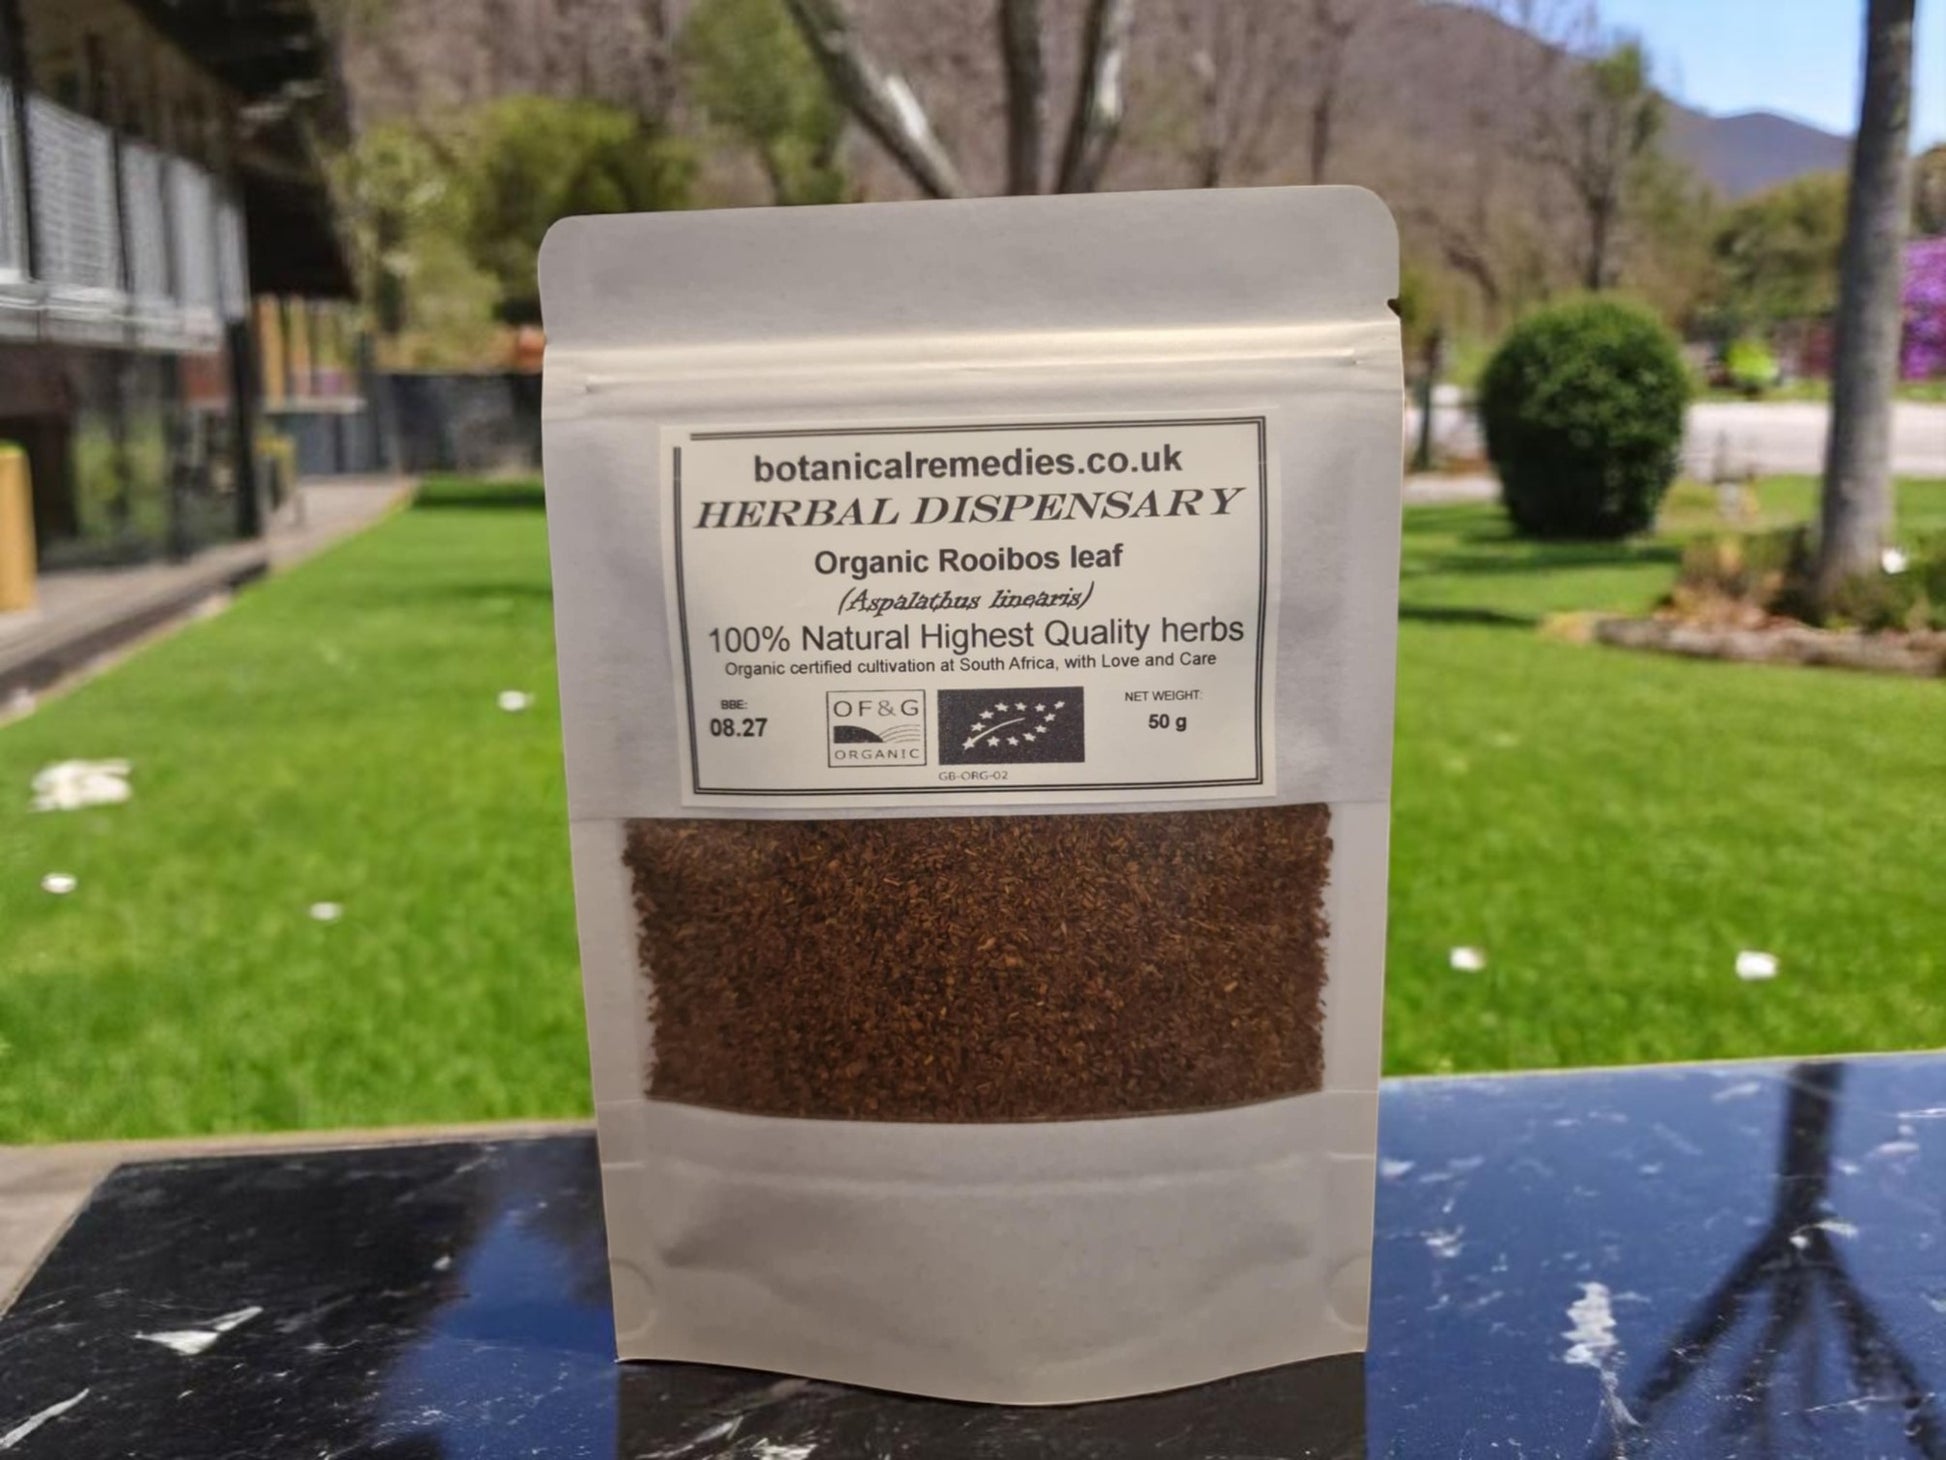 botanicalremedies.co.uk
HERBAL DISPENSARY
Organic Rooibos leaf
(Aspalathus linearis)
100% Natural Highest Quality herbs
Organic certified cultivation at South Africa, with Love and Care
BBE:
08.27
OF&G
ORGANIC
GB-ORG-02
NET WEIGHT:
50 g